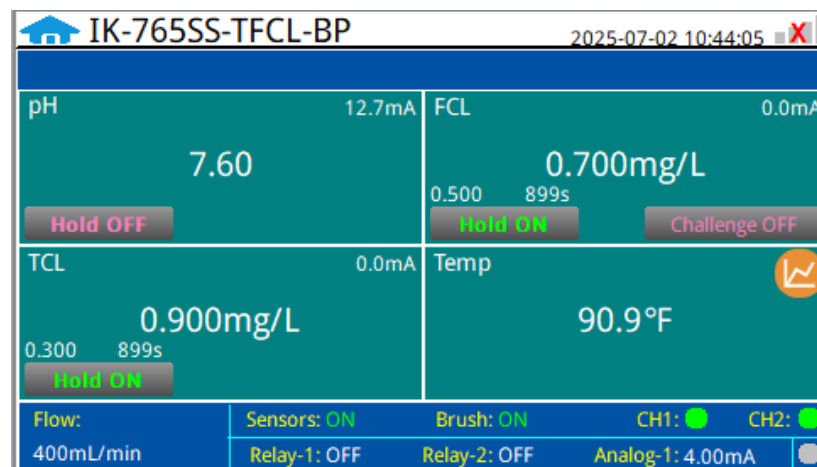 IK-765SS-TFCL-BP
2025-07-02 10:44:05
pH 12.7mA
7.60
Hold OFF
FCL 0.0mA
0.700mg/L
0.500 899s
Hold ON Challenge OFF
TCL 0.0mA
0.900mg/L
0.300 899s
Hold ON
Temp
90.9°F
Flow: Sensors: ON Brush: ON CH1: CH2:
400mL/min Relay-1: OFF Relay-2: OFF Analog-1: 4.00mA